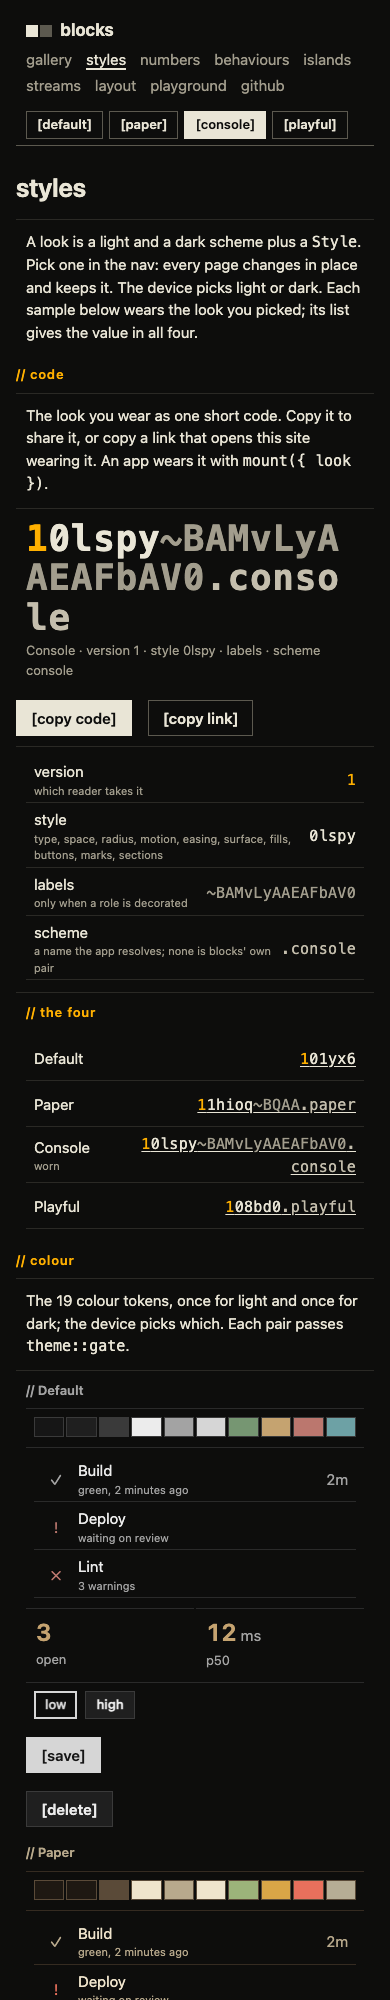 blocks
gallery styles numbers behaviours islands
streams layout playground github
[default] [paper] [console] [playful]
styles
A look is a light and a dark scheme plus a Style.
Pick one in the nav: every page changes in place
and keeps it. The device picks light or dark. Each
sample below wears the look you picked; its list
gives the value in all four.
// code
The look you wear as one short code. Copy it to
share it, or copy a link that opens this site
wearing it. An app wears it with mount({ look
}).
10lspy~BAMvLyA
AEAFbAV0.conso
le
Console · version 1 · style 0lspy · labels · scheme
console
[copy code] [copy link]
version
which reader takes it
1
style
type, space, radius, motion, easing, surface, fills,
buttons, marks, sections
0lspy
labels
only when a role is decorated
~BAMvLyAAEAFbAV0
scheme
a name the app resolves; none is blocks' own
pair
.console
// the four
Default 101yx6
Paper 11hioq~BQAA.paper
Console
worn
10lspy~BAMvLyAAEAFbAV0.
console
Playful 108bd0.playful
// colour
The 19 colour tokens, once for light and once for
dark; the device picks which. Each pair passes
theme::gate.
// Default
Build
green, 2 minutes ago
2m
! Deploy
waiting on review
Lint
3 warnings
3
open
12 ms
p50
low high
[save]
[delete]
// Paper
Build
green, 2 minutes ago
2m
! Deploy
waiting on review